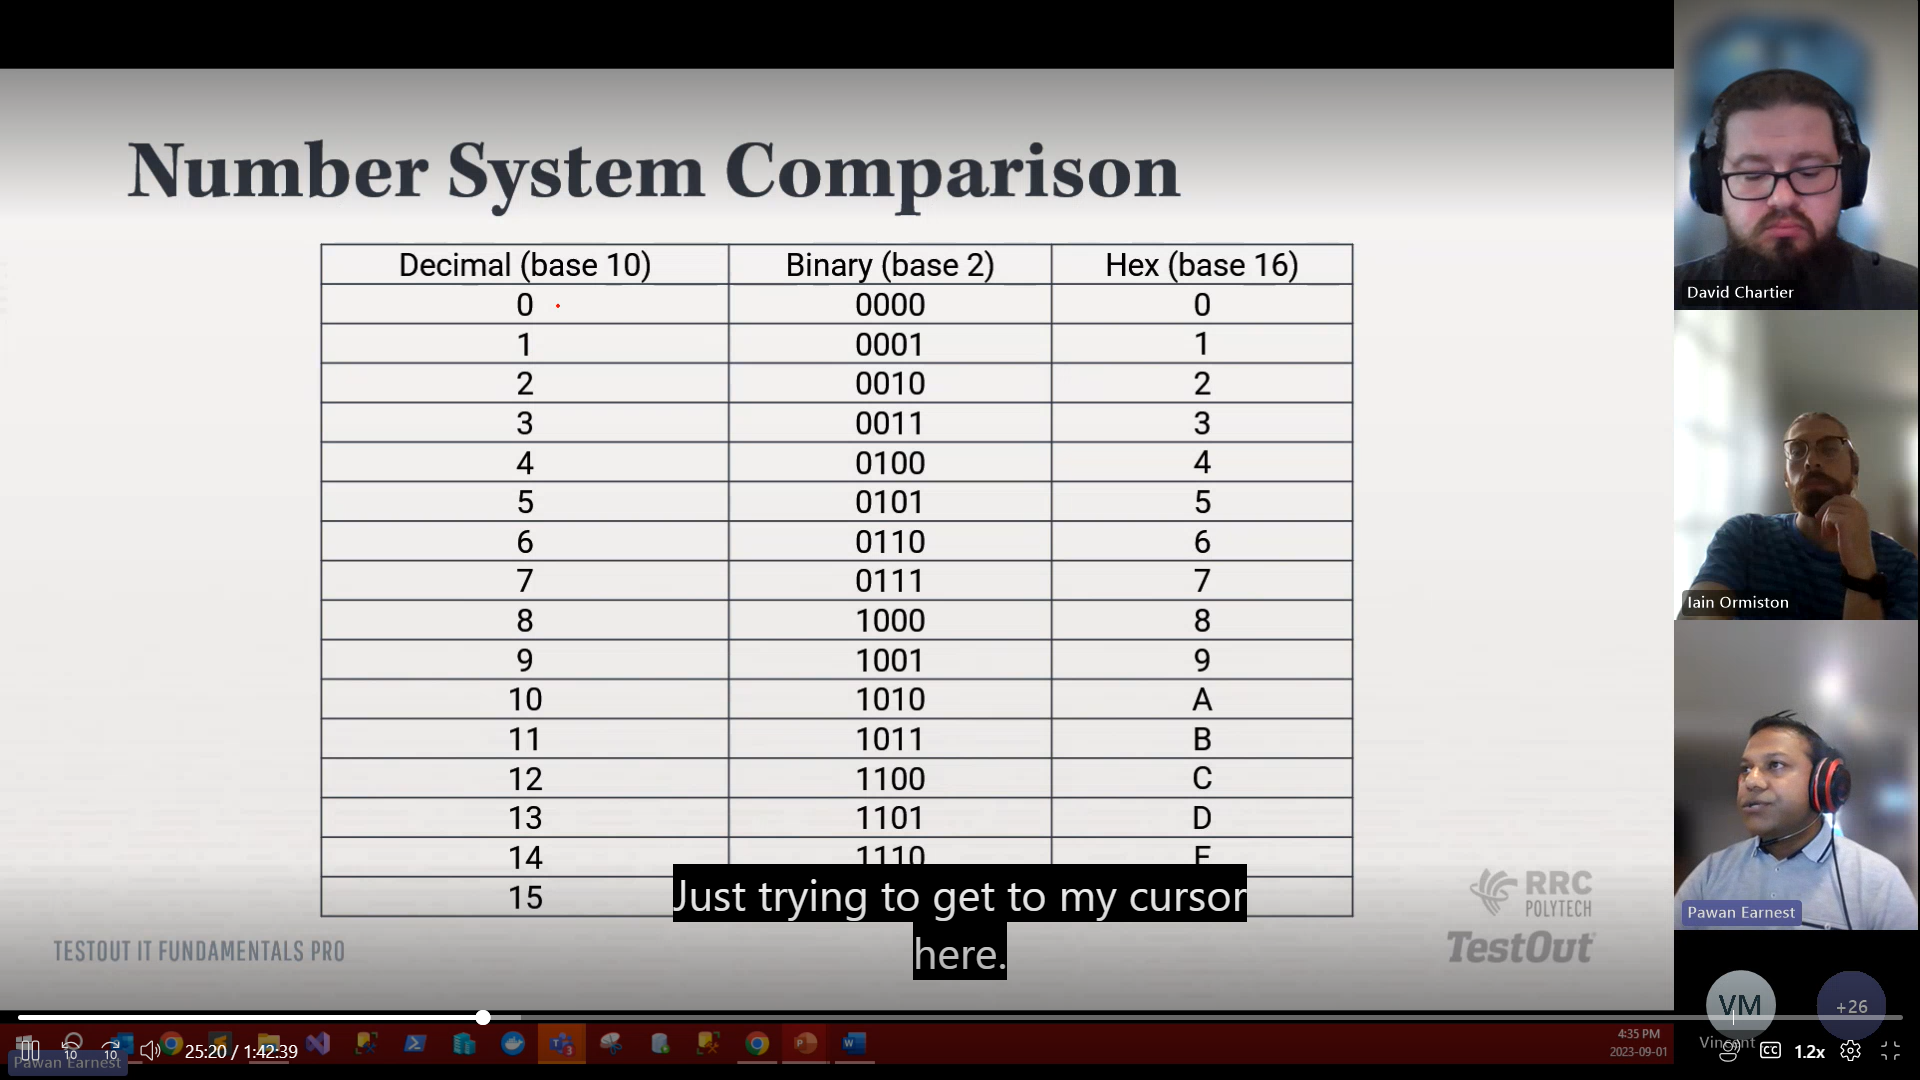 Number System Comparison
Decimal (base 10) Binary (base 2) Hex (base 16)
0 0000 0
1 0001 1
2 0010 2
3 0011 3
4 0100 4
5 0101 5
6 0110 6
7 0111 7
8 1000 8
9 1001 9
10 1010 A
11 1011 B
12 1100 C
13 1101 D
14 1110 E
15
Just trying to get to my cursor
here.
TESTOUT IT FUNDAMENTALS PRO
RRC
POLYTECH
TestOut
David Chartier
Iain Ormiston
Pawan Earnest
VM
+26
Vincent
10
10
25:20 / 1:42:39
Pawan Earnest
4:35 PM
2023-09-01
CC
1.2x